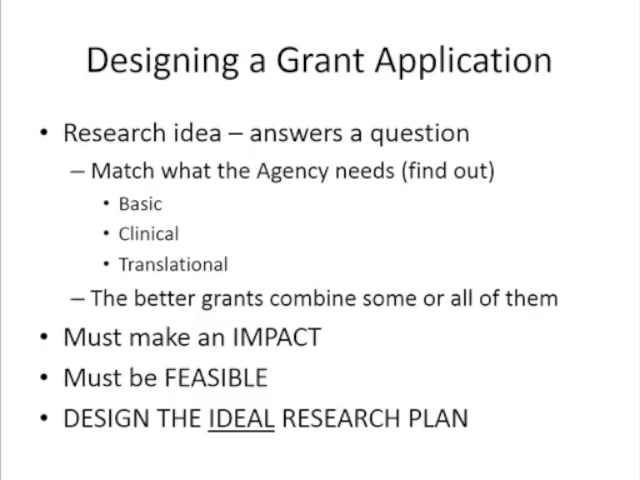 Designing a Grant Application
• Research idea – answers a question
– Match what the Agency needs (find out)
• Basic
• Clinical
• Translational
– The better grants combine some or all of them
• Must make an IMPACT
• Must be FEASIBLE
• DESIGN THE IDEAL RESEARCH PLAN